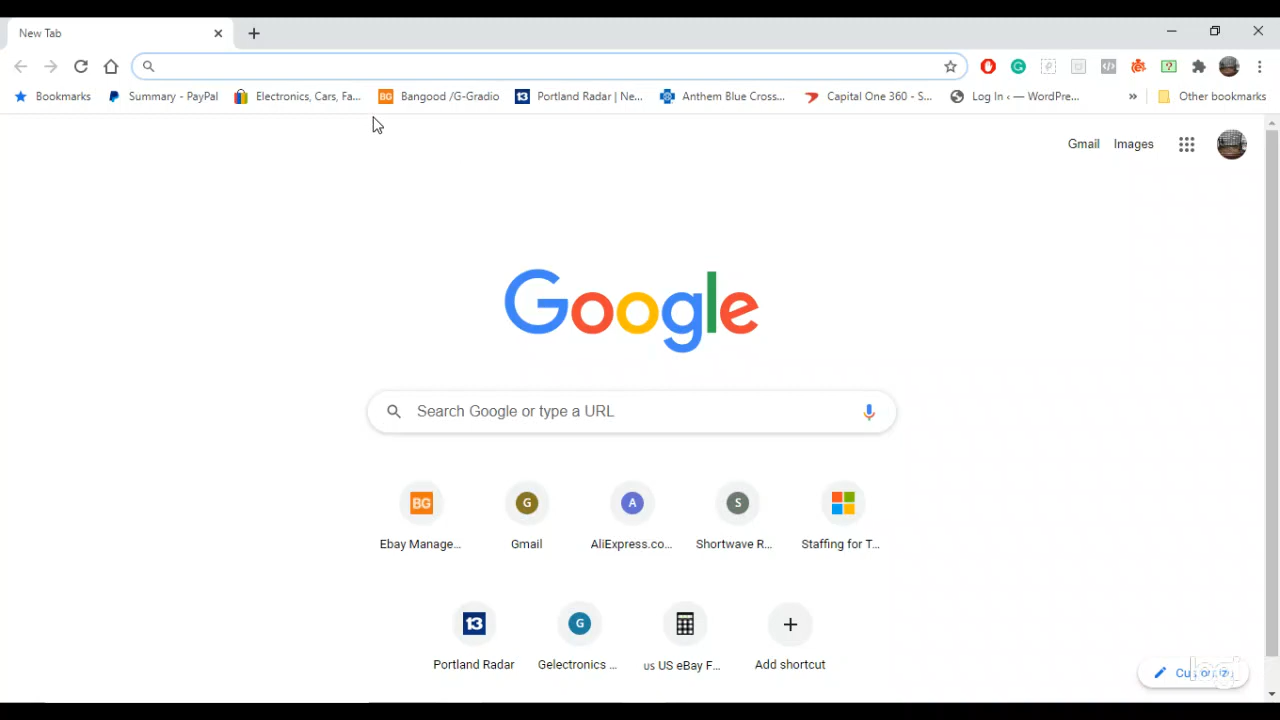 New Tab
Bookmarks
Summary - PayPal
Electronics, Cars, Fa...
Bangood /G-Gradio
Portland Radar | Ne...
Anthem Blue Cross...
Capital One 360 - S...
Log In ‹ — WordPre...
»
Other bookmarks
Gmail
Images
Google
Search Google or type a URL
BG
G
A
S
Ebay Manage...
Gmail
AliExpress.co...
Shortwave R...
Staffing for T...
13
G
Portland Radar
Gelectronics ...
us US eBay F...
Add shortcut
Customize
logi